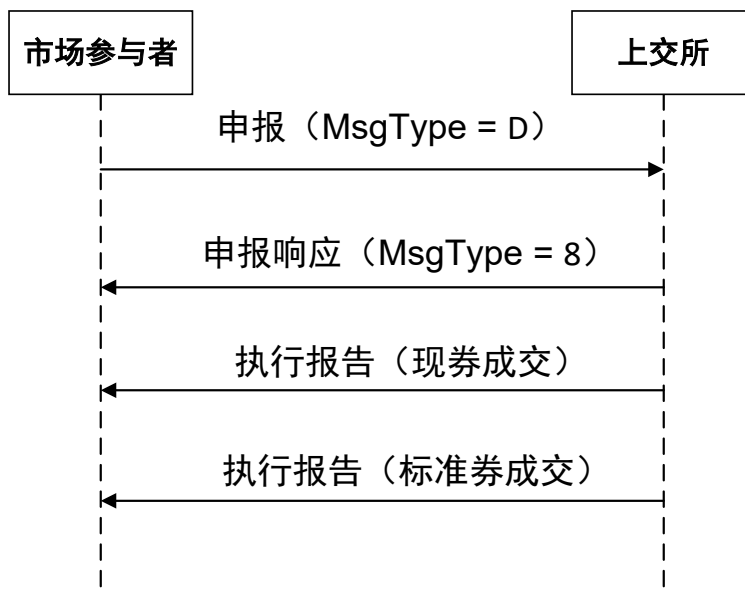 市场参与者
上交所
申报（MsgType = D）
申报响应（MsgType = 8）
执行报告（现券成交）
执行报告（标准券成交）